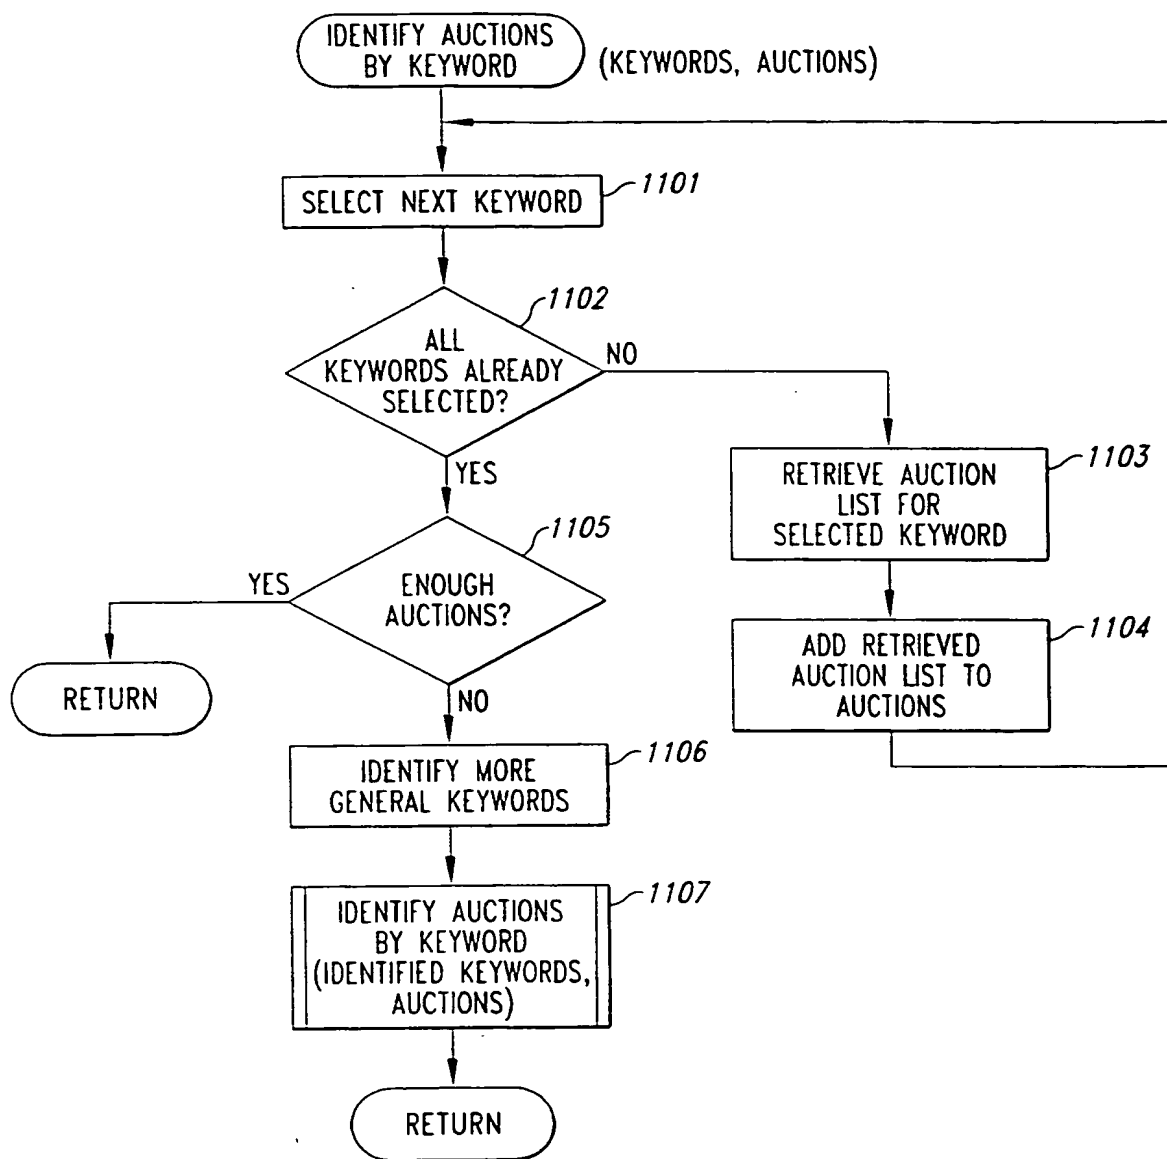 IDENTIFY AUCTIONS
BY KEYWORD
(KEYWORDS, AUCTIONS)
SELECT NEXT KEYWORD
1101
1102
ALL
KEYWORDS ALREADY
SELECTED?
NO
YES
1103
RETRIEVE AUCTION
LIST FOR
SELECTED KEYWORD
1105
ENOUGH
AUCTIONS?
YES
NO
RETURN
1104
ADD RETRIEVED
AUCTION LIST TO
AUCTIONS
1106
IDENTIFY MORE
GENERAL KEYWORDS
1107
IDENTIFY AUCTIONS
BY KEYWORD
(IDENTIFIED KEYWORDS,
AUCTIONS)
RETURN